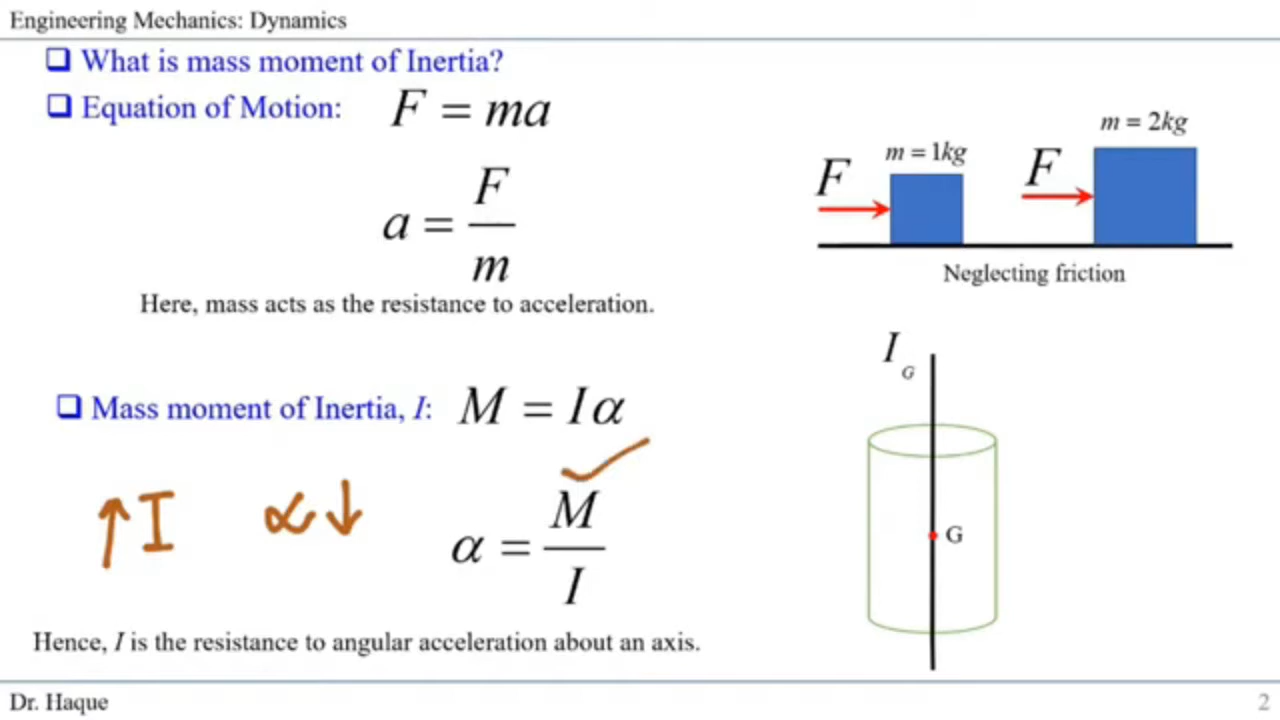 Engineering Mechanics: Dynamics
❑ What is mass moment of Inertia?
❑ Equation of Motion: F = ma
a = F / m
Here, mass acts as the resistance to acceleration.
F m = 1kg F m = 2kg
Neglecting friction
❑ Mass moment of Inertia, I: M = Iα
↑ I ∝ ↓
α = M / I
Hence, I is the resistance to angular acceleration about an axis.
I_G
G
Dr. Haque 2